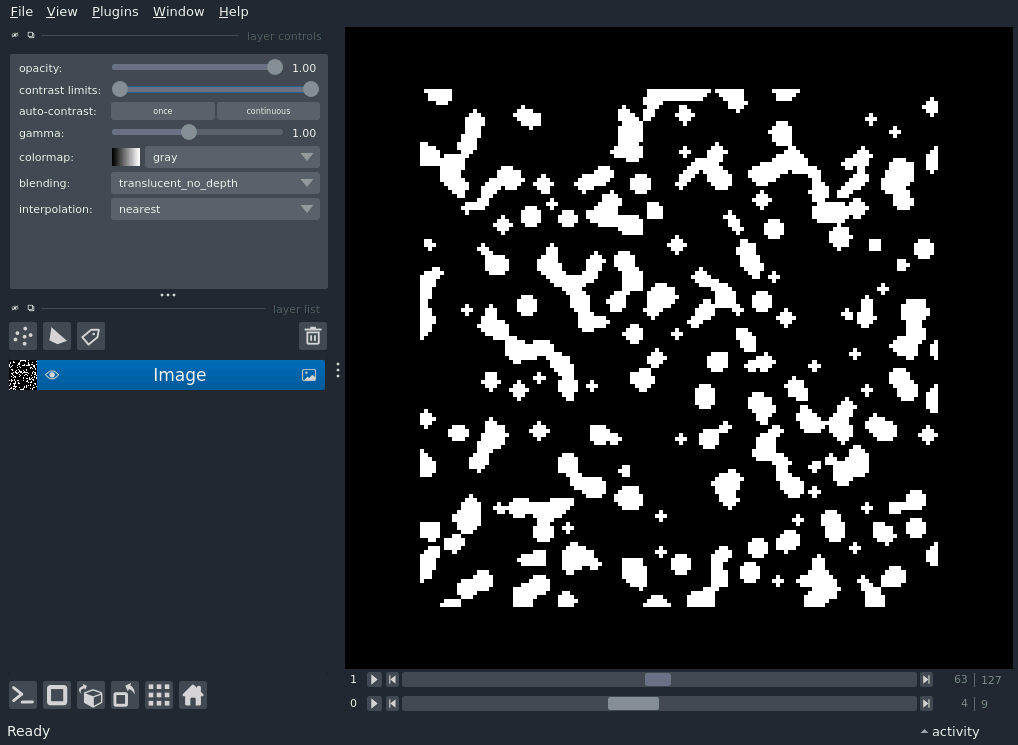 File View Plugins Window Help
layer controls
opacity: 1.00
contrast limits:
auto-contrast: once continuous
gamma: 1.00
colormap: gray
blending: translucent_no_depth
interpolation: nearest
layer list
Image
1 63 127
0 4 9
Ready activity